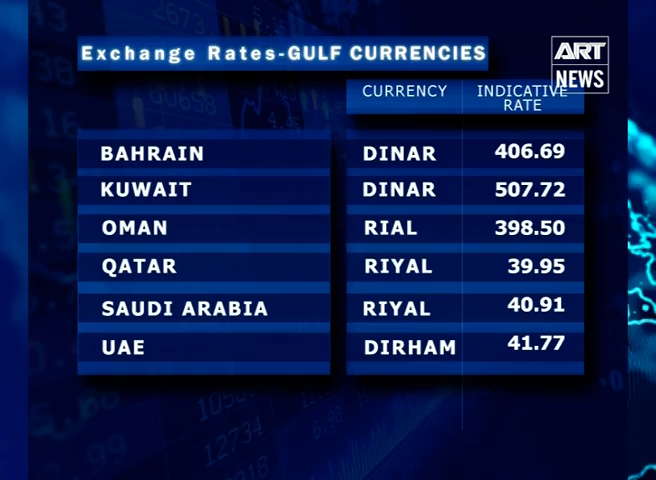 Exchange Rates-GULF CURRENCIES
ART
NEWS
CURRENCY INDICATIVE RATE
BAHRAIN DINAR 406.69
KUWAIT DINAR 507.72
OMAN RIAL 398.50
QATAR RIYAL 39.95
SAUDI ARABIA RIYAL 40.91
UAE DIRHAM 41.77
12734